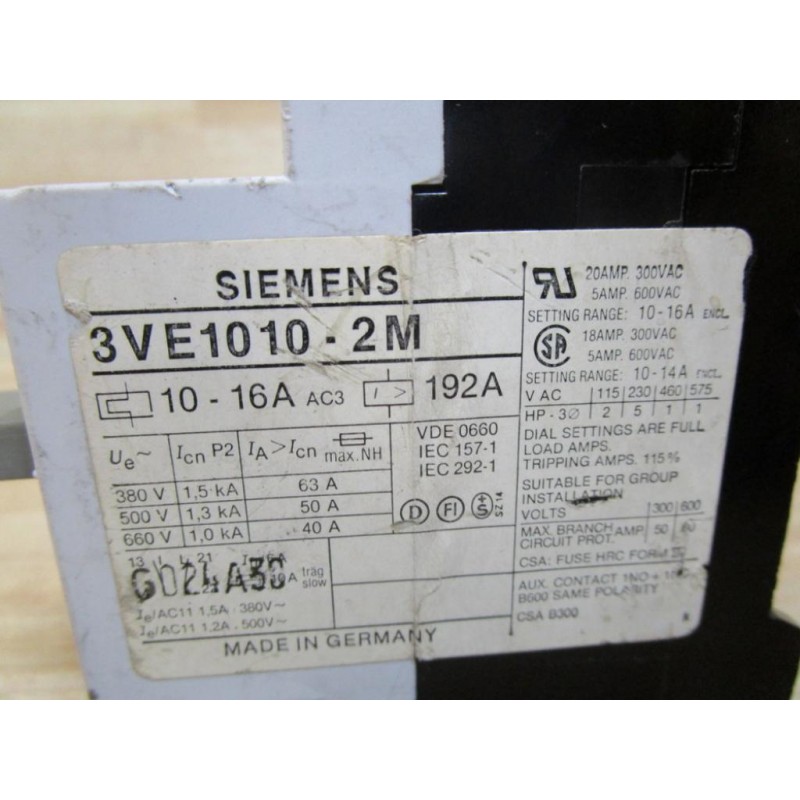 SIEMENS
3VE1010-2M
10-16A AC3 I > 192A
Ue~ Icn P2 IA>Icn max.NH
380 V 1,5 kA 63 A
500 V 1,3 kA 50 A
660 V 1,0 kA 40 A
VDE 0660
IEC 157-1
IEC 292-1
D FI +S
träg
slow
Ie/AC11 1,5A . 380V~
Ie/AC11 1,2A . 500V~
MADE IN GERMANY
20AMP. 300VAC
5AMP. 600VAC
SETTING RANGE: 10-16A ENCL.
SA 18AMP. 300VAC
5AMP. 600VAC
SETTING RANGE: 10-14A ENCL.
V AC 115 230 460 575
HP-3Ø 2 5 1 1
DIAL SETTINGS ARE FULL
LOAD AMPS.
TRIPPING AMPS. 115%
SUITABLE FOR GROUP
INSTALLATION
VOLTS 300 600
MAX. BRANCH
CIRCUIT PROT. AMP. 50 60
CSA: FUSE HRC FORM
AUX. CONTACT 1NO+
B600 SAME POLARITY
CSA B300